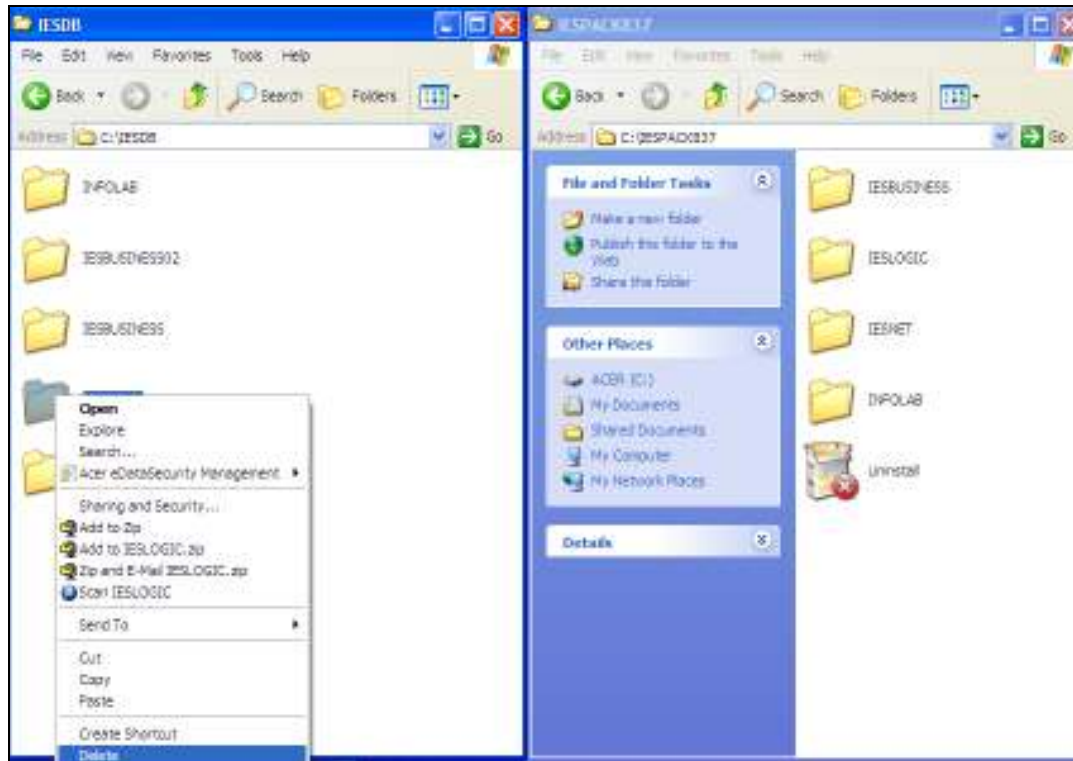 IESDB
File Edit View Favorites Tools Help
Back Search Folders
Address C:\IESDB Go
INFOLAB
IESBUSINESS02
IESBUSINESS
Open
Explore
Search...
Acer eDataSecurity Management
Sharing and Security...
Add to Zip
Add to IESLOGIC.zip
Zip and E-Mail IESLOGIC.zip
Scan IESLOGIC
Send To
Cut
Copy
Paste
Create Shortcut
Delete
IESPACK837
File Edit View Favorites Tools Help
Back Search Folders
Address C:\IESPACK837 Go
File and Folder Tasks
Make a new folder
Publish this folder to the
Web
Share this folder
Other Places
ACER (C:)
My Documents
Shared Documents
My Computer
My Network Places
Details
IESBUSINESS
IESLOGIC
IESNET
INFOLAB
Uninstall